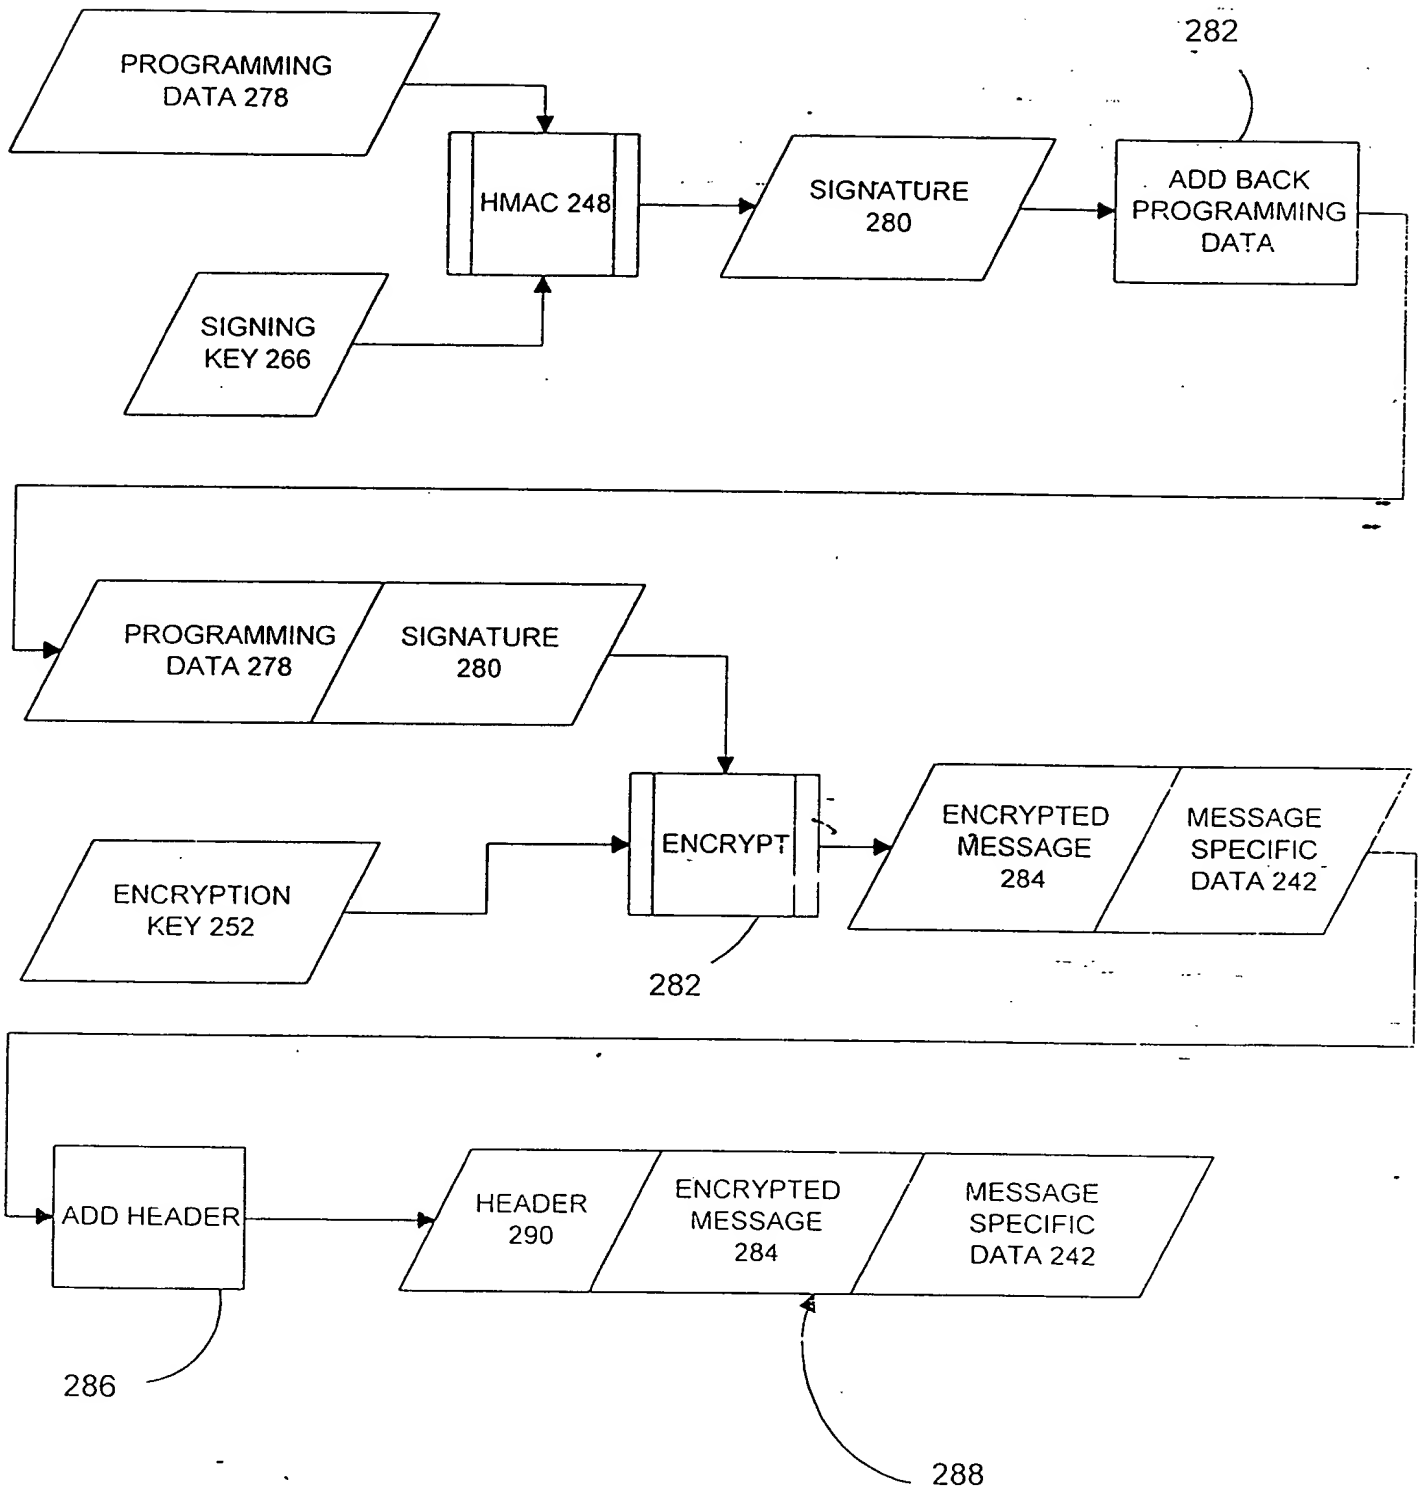 282
PROGRAMMING
DATA 278
HMAC 248
SIGNATURE
280
ADD BACK
PROGRAMMING
DATA
SIGNING
KEY 266
PROGRAMMING
DATA 278
SIGNATURE
280
ENCRYPT
ENCRYPTED
MESSAGE
284
MESSAGE
SPECIFIC
DATA 242
ENCRYPTION
KEY 252
282
ADD HEADER
HEADER
290
ENCRYPTED
MESSAGE
284
MESSAGE
SPECIFIC
DATA 242
286
288